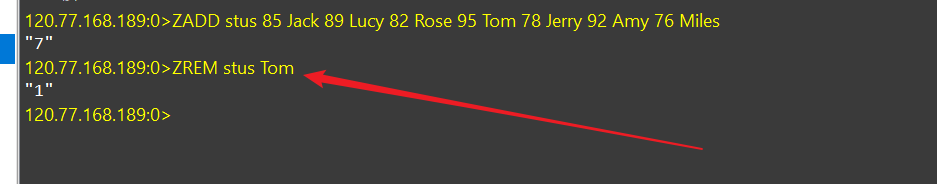 120.77.168.189:0>ZADD stus 85 Jack 89 Lucy 82 Rose 95 Tom 78 Jerry 92 Amy 76 Miles
"7"
120.77.168.189:0>ZREM stus Tom
"1"
120.77.168.189:0>